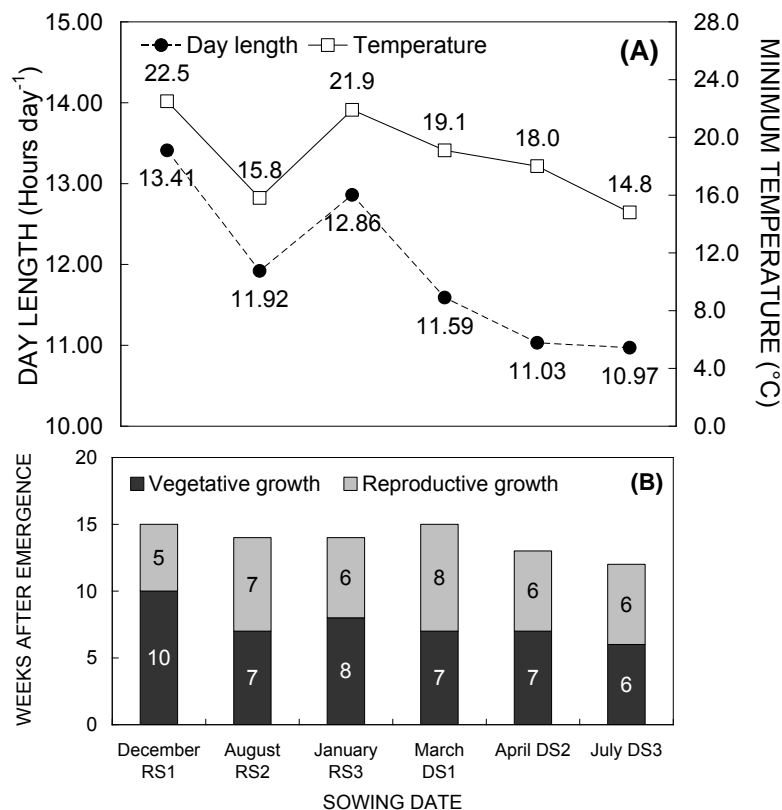 15.00
14.00
13.00
12.00
11.00
10.00
DAY LENGTH (Hours day-1)
Day length
Temperature
(A)
22.5
15.8
21.9
19.1
18.0
14.8
13.41
11.92
12.86
11.59
11.03
10.97
28.0
24.0
20.0
16.0
12.0
8.0
4.0
0.0
MINIMUM TEMPERATURE (°C)
20
15
10
5
0
WEEKS AFTER EMERGENCE
Vegetative growth
Reproductive growth
(B)
5
7
6
8
6
6
10
7
8
7
7
6
December
RS1
August
RS2
January
RS3
March
DS1
April DS2
July DS3
SOWING DATE